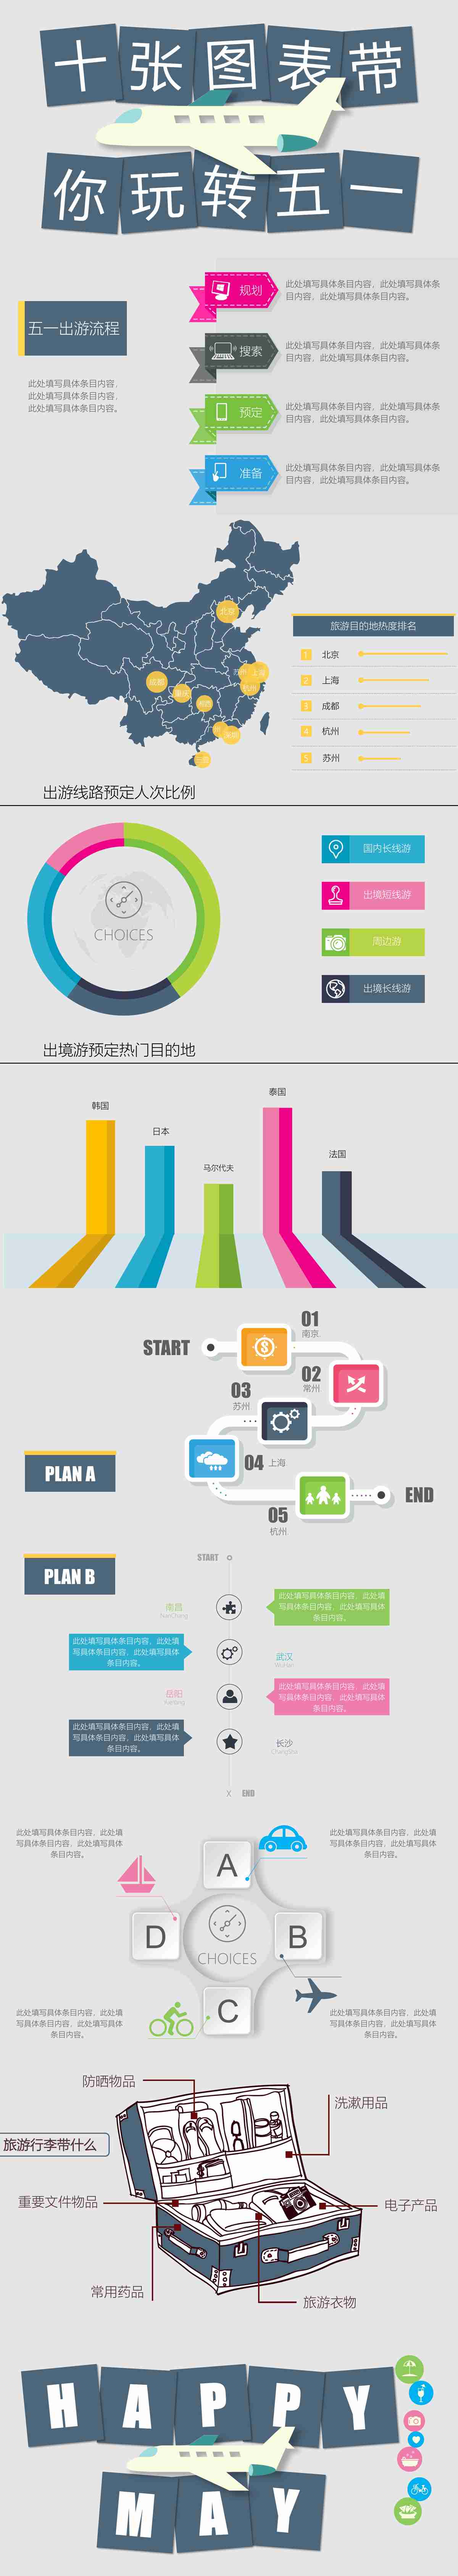 十张图表带
你玩转五一
五一出游流程
此处填写具体条目内容，
此处填写具体条目内容，
此处填写具体条目内容。
规划
此处填写具体条目内容，此处填写具体条
目内容，此处填写具体条目内容。
搜索
此处填写具体条目内容，此处填写具体条
目内容，此处填写具体条目内容。
预定
此处填写具体条目内容，此处填写具体条
目内容，此处填写具体条目内容。
准备
此处填写具体条目内容，此处填写具体条
目内容，此处填写具体条目内容。
北京
苏州
上海
杭州
成都
重庆
深圳
三亚
旅游目的地热度排名
1 北京
2 上海
3 成都
4 杭州
5 苏州
出游线路预定人次比例
CHOICES
国内长线游
出境短线游
周边游
出境长线游
出境游预定热门目的地
韩国
日本
马尔代夫
泰国
法国
START
01
南京
02
常州
03
苏州
04 上海
05
杭州
END
PLAN A
PLAN B
START
南昌
NanChang
此处填写具体条目内容，此处填
写具体条目内容，此处填写具体
条目内容。
此处填写具体条目内容，此处填
写具体条目内容，此处填写具体
条目内容。
武汉
WuHan
岳阳
YueYang
此处填写具体条目内容，此处填
写具体条目内容，此处填写具体
条目内容。
此处填写具体条目内容，此处填
写具体条目内容，此处填写具体
条目内容。
长沙
ChangSha
X END
此处填写具体条目内容，此处填
写具体条目内容，此处填写具体
条目内容。
此处填写具体条目内容，此处填
写具体条目内容，此处填写具体
条目内容。
A
D
B
CHOICES
C
此处填写具体条目内容，此处填
写具体条目内容，此处填写具体
条目内容。
此处填写具体条目内容，此处填
写具体条目内容，此处填写具体
条目内容。
防晒物品
洗漱用品
旅游行李带什么
重要文件物品
电子产品
常用药品
旅游衣物
HAPPY
MAY